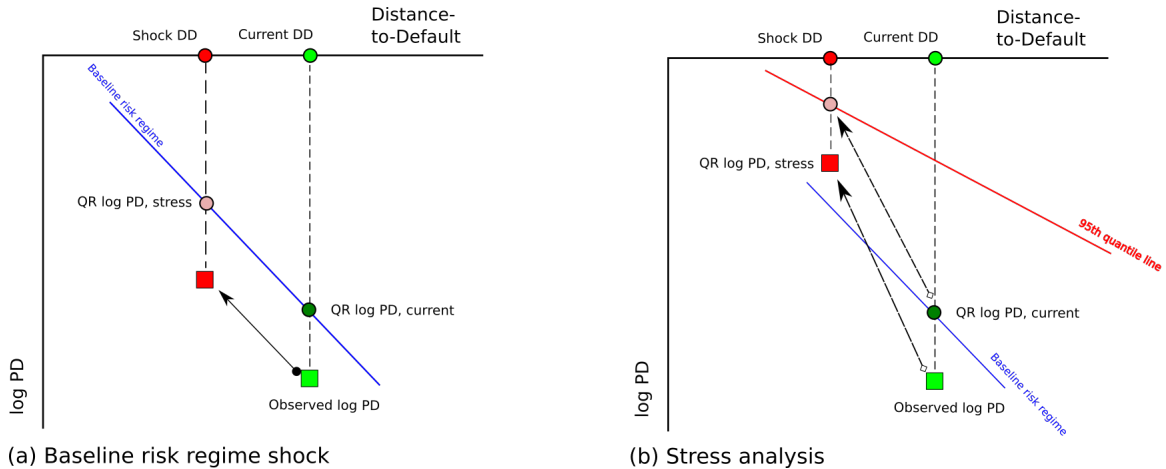 Distance-
to-Default
Shock DD
Current DD
Baseline risk regime
QR log PD, stress
QR log PD, current
Observed log PD
log PD
(a) Baseline risk regime shock
Distance-
to-Default
Shock DD
Current DD
QR log PD, stress
95th quantile line
QR log PD, current
Baseline risk regime
Observed log PD
log PD
(b) Stress analysis